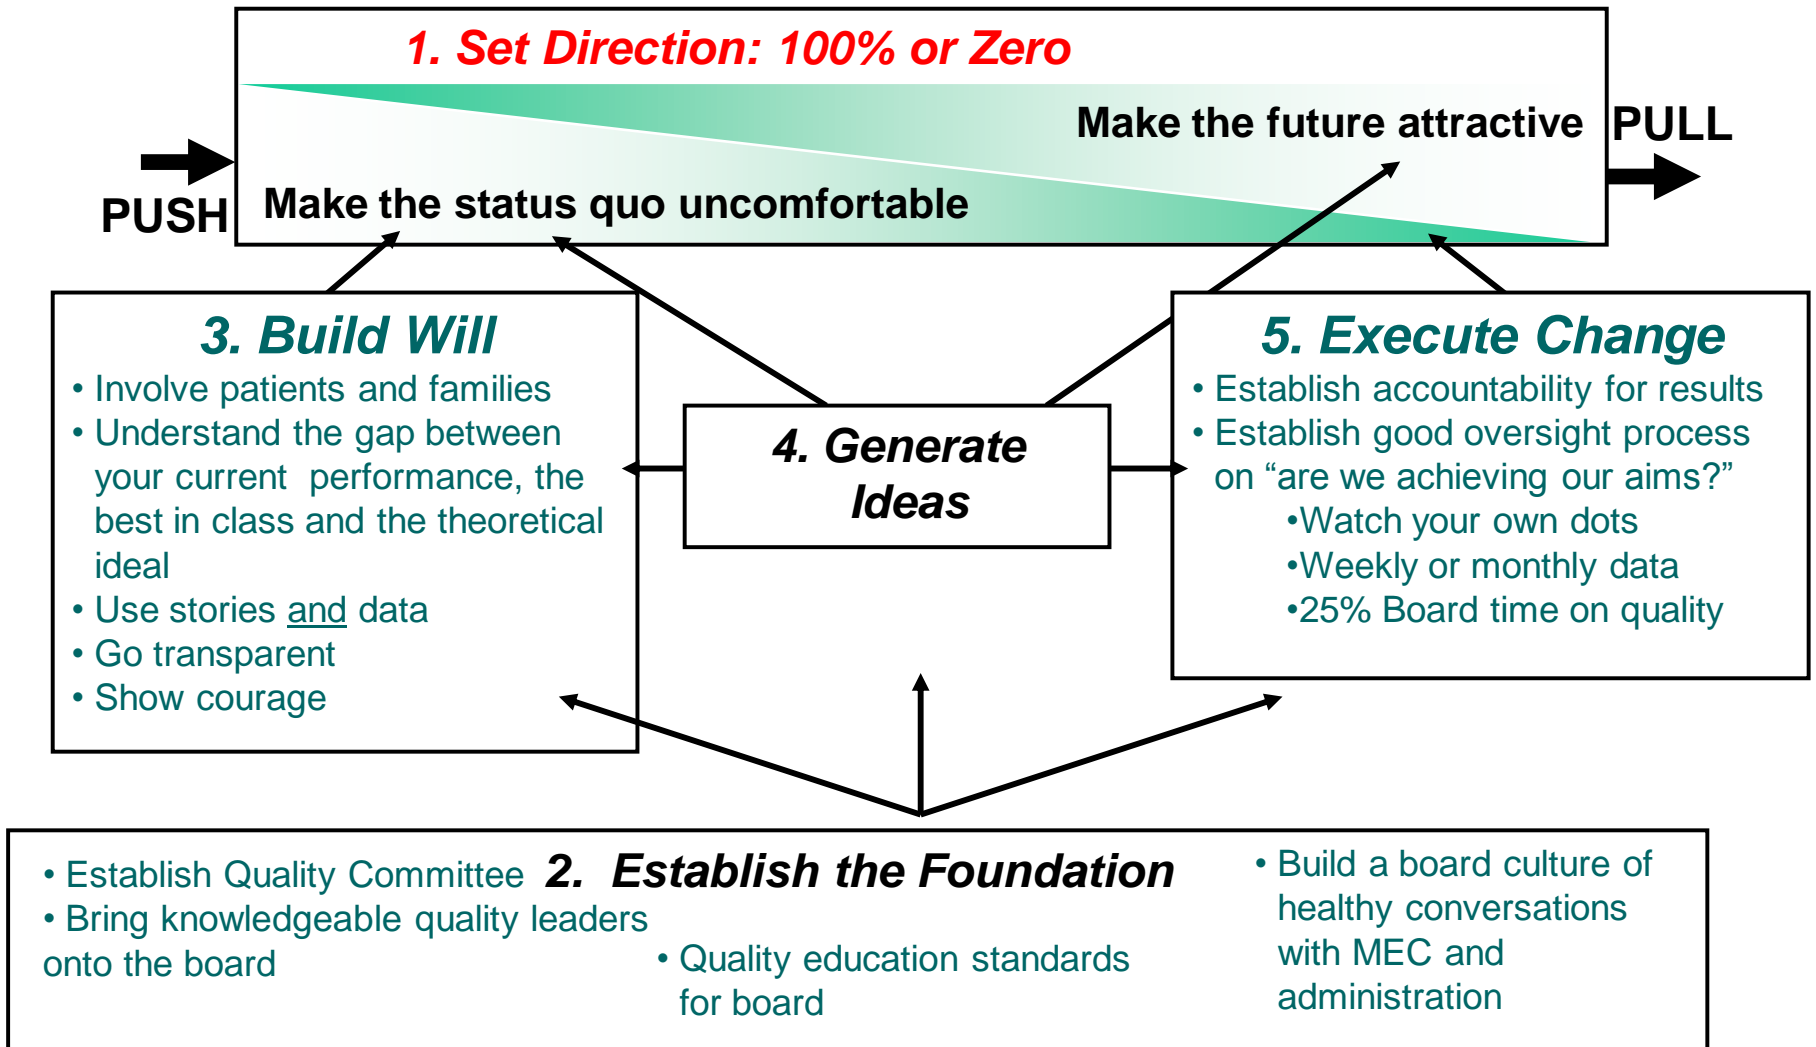 1. Set Direction: 100% or Zero
Make the future attractive
PULL
PUSH
Make the status quo uncomfortable
3. Build Will
• Involve patients and families
• Understand the gap between
your current  performance, the
best in class and the theoretical
ideal
• Use stories and data
• Go transparent
• Show courage
4. Generate
Ideas
5. Execute Change
• Establish accountability for results
• Establish good oversight process
on “are we achieving our aims?”
•Watch your own dots
•Weekly or monthly data
•25% Board time on quality
2.  Establish the Foundation
• Establish Quality Committee
• Bring knowledgeable quality leaders
onto the board
• Quality education standards
for board
• Build a board culture of
healthy conversations
with MEC and
administration